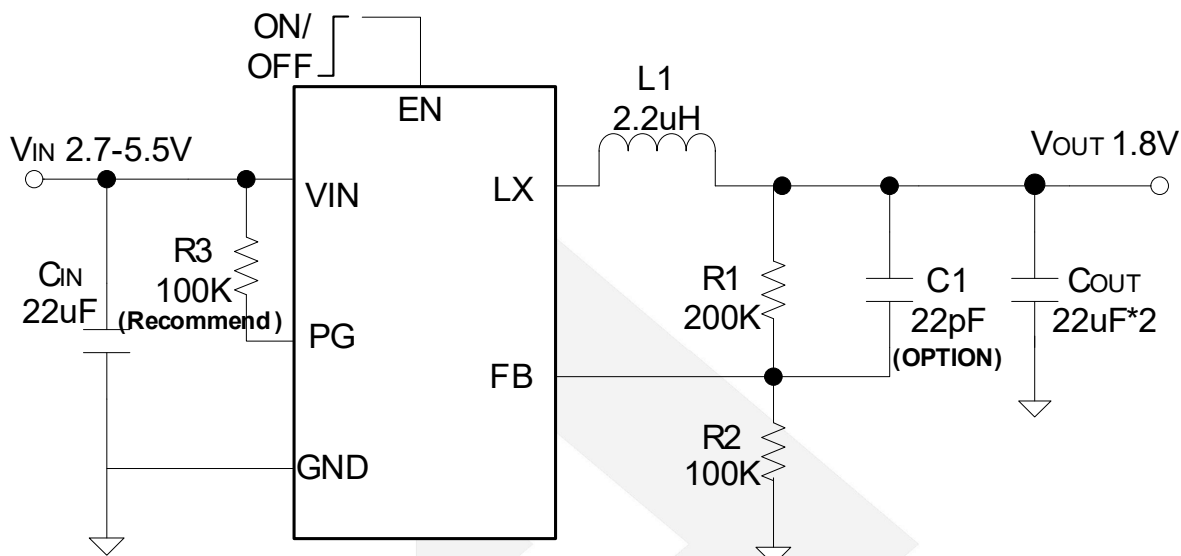 ON/
OFF
EN
L1
2.2uH
VIN 2.7-5.5V
VOUT 1.8V
VIN
LX
R3
100K
(Recommend)
CIN
22uF
R1
200K
C1
22pF
(OPTION)
COUT
22uF*2
PG
FB
R2
100K
GND